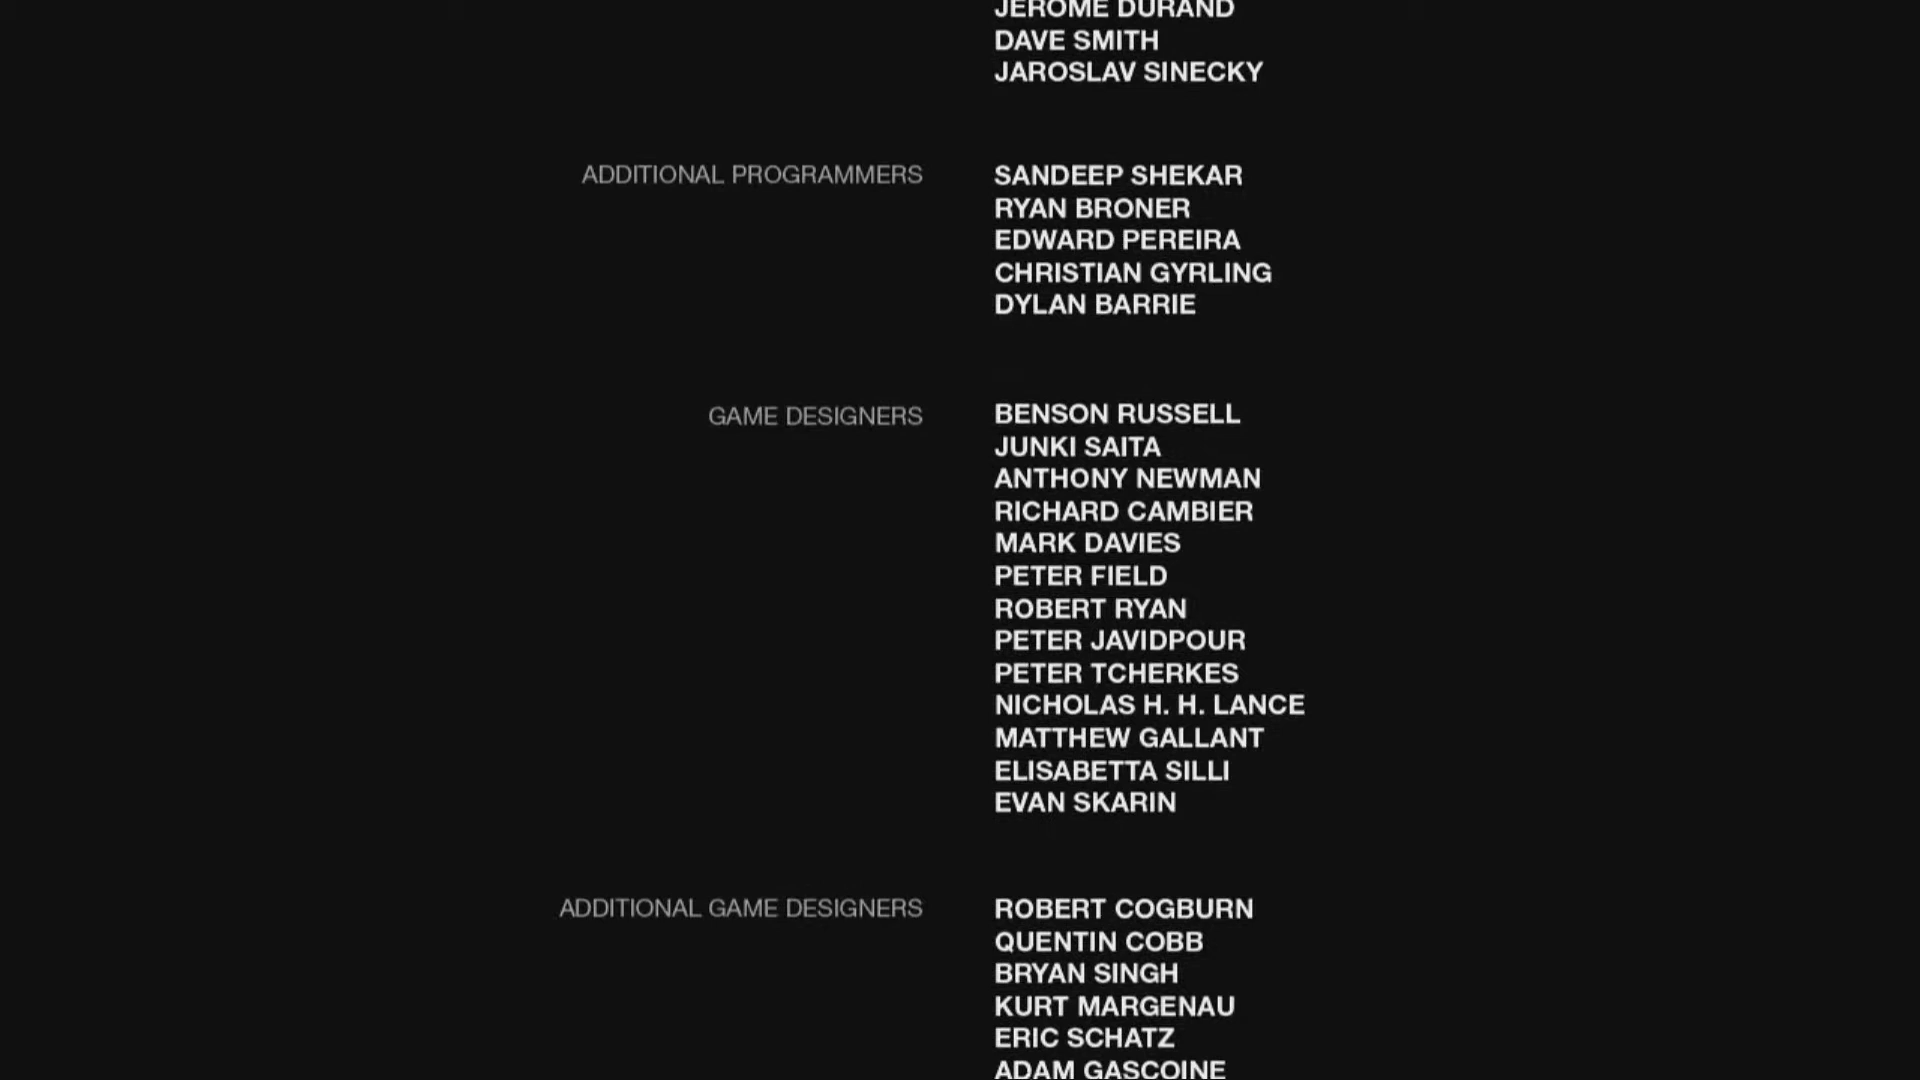 JEROME DURAND
DAVE SMITH
JAROSLAV SINECKY
ADDITIONAL PROGRAMMERS SANDEEP SHEKAR
RYAN BRONER
EDWARD PEREIRA
CHRISTIAN GYRLING
DYLAN BARRIE
GAME DESIGNERS BENSON RUSSELL
JUNKI SAITA
ANTHONY NEWMAN
RICHARD CAMBIER
MARK DAVIES
PETER FIELD
ROBERT RYAN
PETER JAVIDPOUR
PETER TCHERKES
NICHOLAS H. H. LANCE
MATTHEW GALLANT
ELISABETTA SILLI
EVAN SKARIN
ADDITIONAL GAME DESIGNERS ROBERT COGBURN
QUENTIN COBB
BRYAN SINGH
KURT MARGENAU
ERIC SCHATZ
ADAM GASCOINE